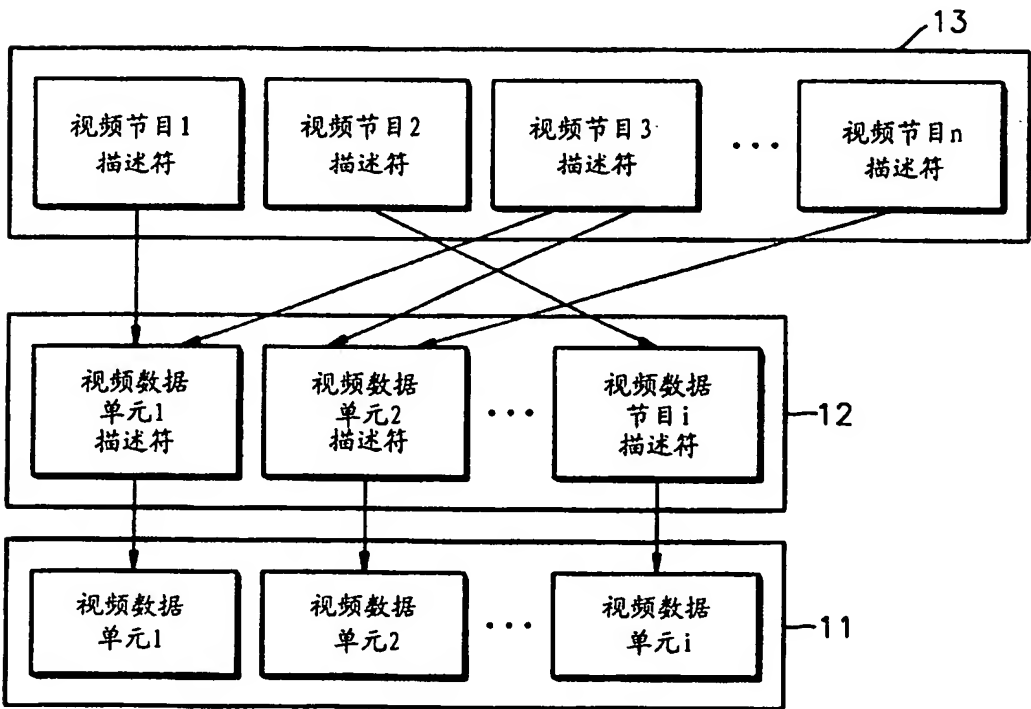 13
视频节目1
描述符
视频节目2
描述符
视频节目3
描述符
...
视频节目n
描述符
视频数据
单元1
描述符
视频数据
单元2
描述符
...
视频数据
节目i
描述符
12
视频数据
单元1
视频数据
单元2
...
视频数据
单元i
11